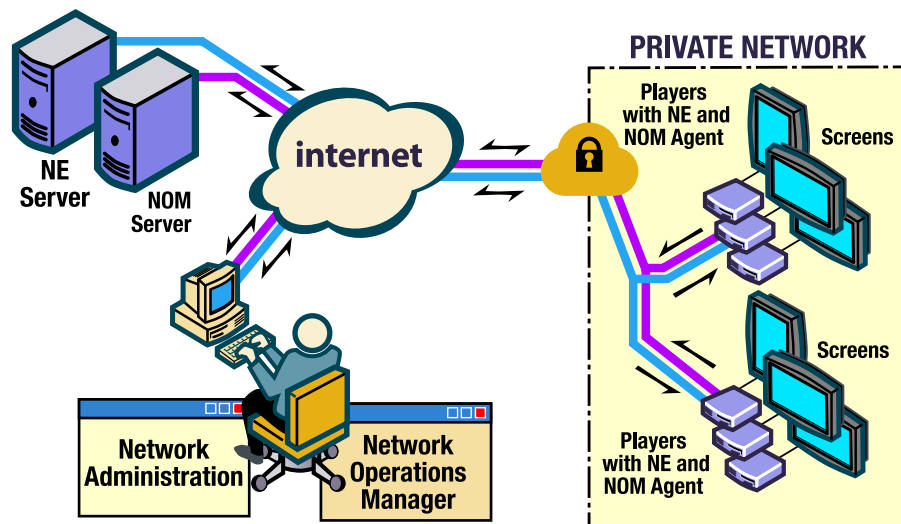 PRIVATE NETWORK
Players
with NE and
NOM Agent
Screens
internet
NE
Server
NOM
Server
Screens
Players
with NE and
NOM Agent
Network
Administration
Network
Operations
Manager